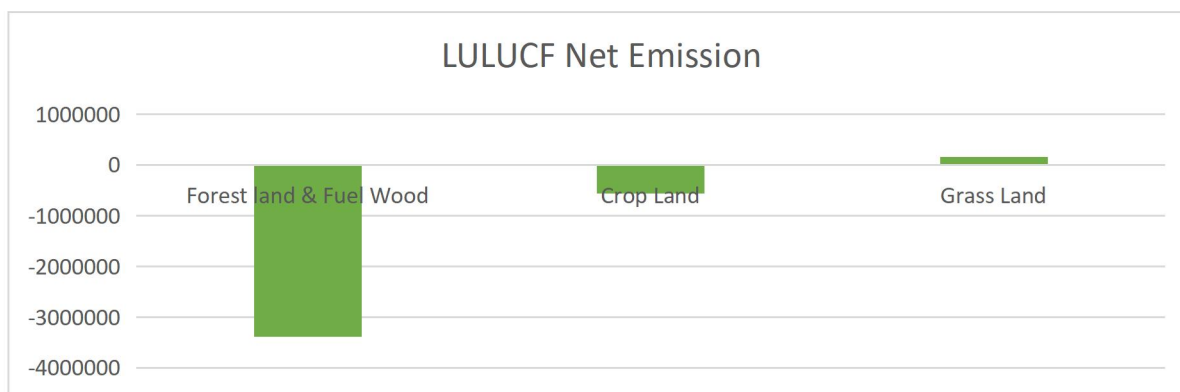 LULUCF Net Emission
1000000
0
Forest land & Fuel Wood
Crop Land
Grass Land
-1000000
-2000000
-3000000
-4000000